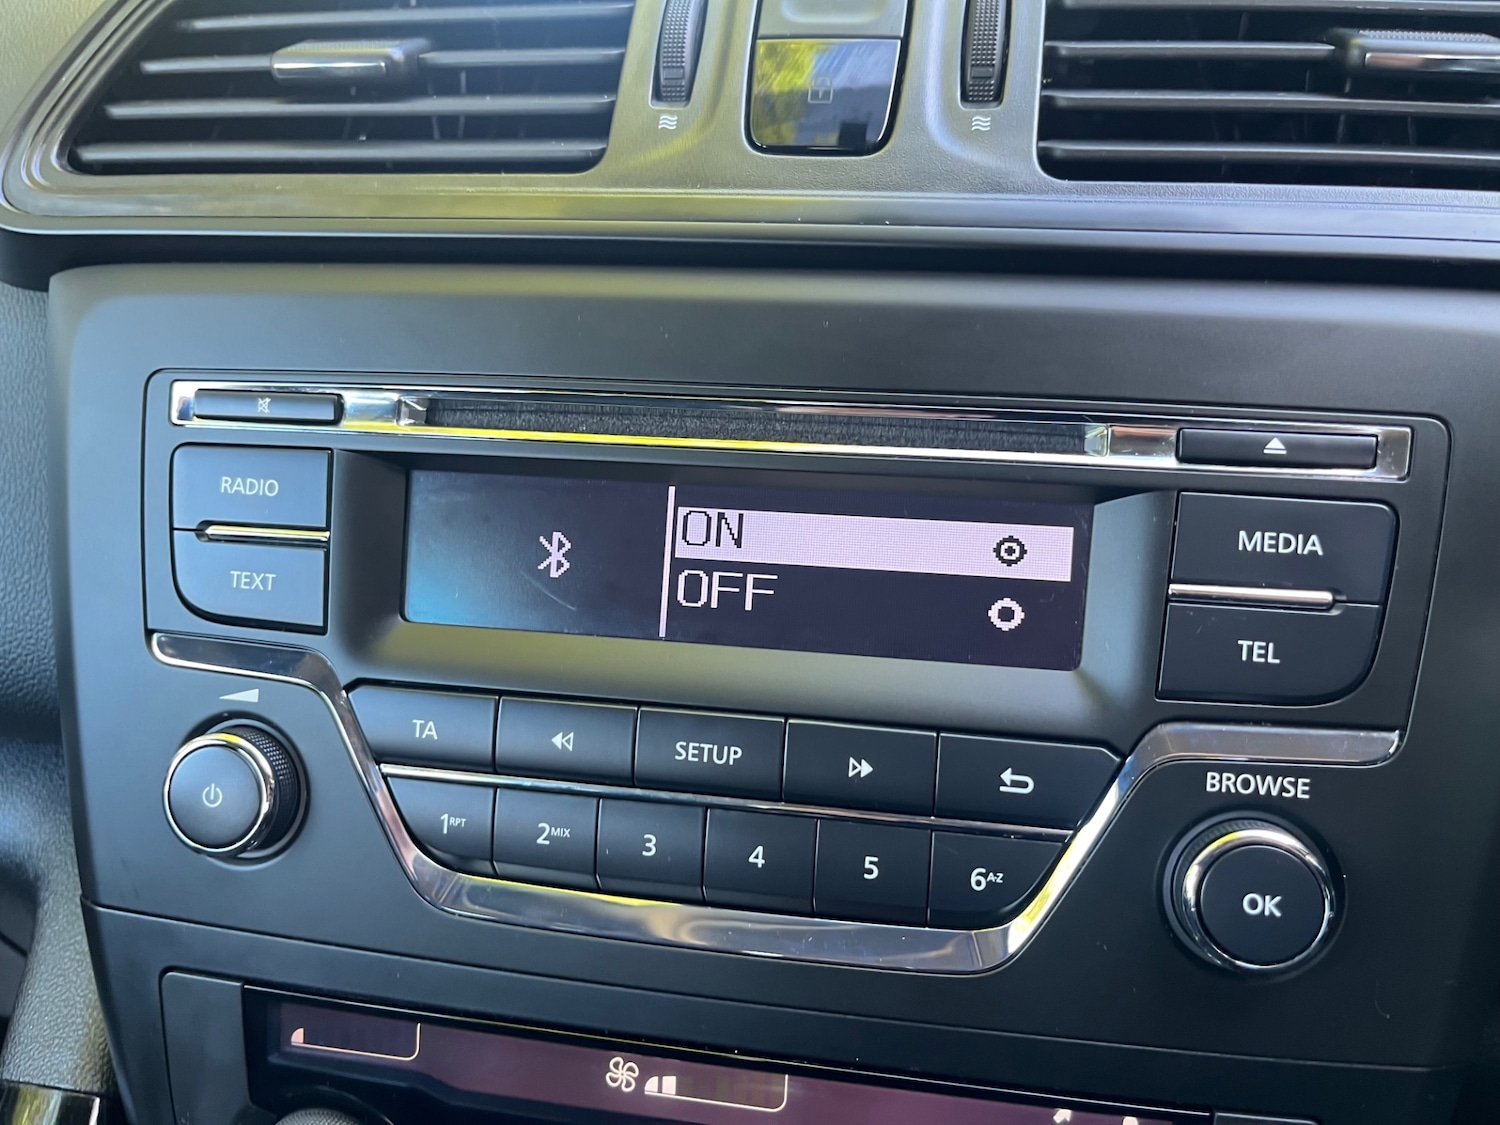 RADIO
TEXT
ON
OFF
MEDIA
TEL
TA
SETUP
1RPT
2MIX
3
4
5
6A-Z
BROWSE
OK